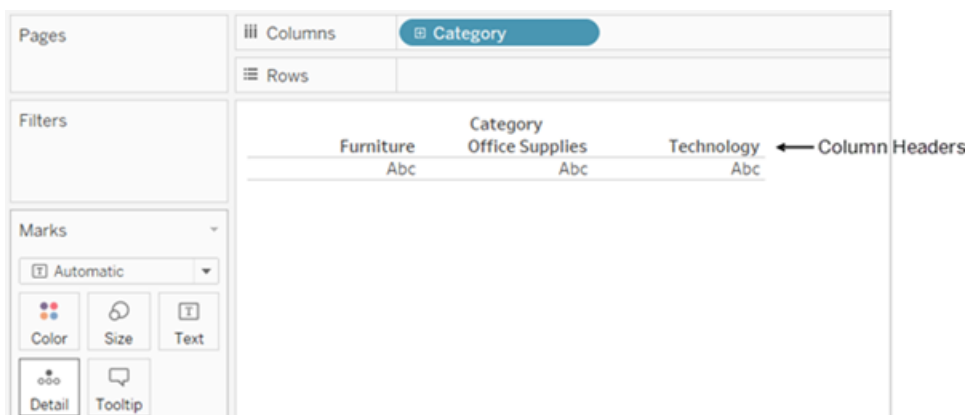 Pages
Columns
Category
Rows
Filters
Category
Furniture Office Supplies Technology
Column Headers
Abc Abc Abc
Marks
T Automatic
Color Size T Text
Detail Tooltip